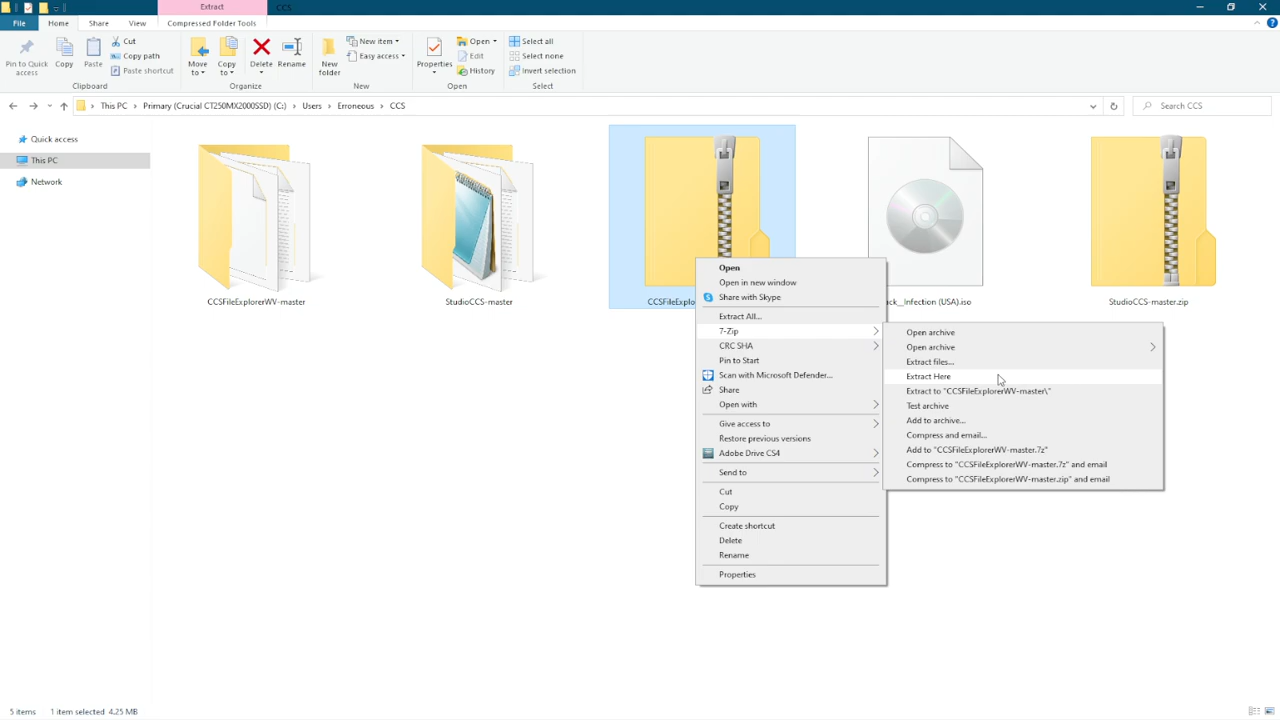 Extract
CCS
File
Home
Share
View
Compressed Folder Tools
Pin to Quick access
Copy
Paste
Cut
Copy path
Paste shortcut
Clipboard
Move to
Copy to
Delete
Rename
Organize
New folder
New item
Easy access
New
Properties
Open
Edit
History
Open
Select all
Select none
Invert selection
Select
This PC
Primary (Crucial CT250MX2000SSD) (C:)
Users
Erroneous
CCS
Search CCS
Quick access
This PC
Network
CCSFileExplorerWV-master
StudioCCS-master
CCSFileExplo
ck__Infection (USA).iso
StudioCCS-master.zip
Open
Open in new window
Share with Skype
Extract All...
7-Zip
CRC SHA
Pin to Start
Scan with Microsoft Defender...
Share
Open with
Give access to
Restore previous versions
Adobe Drive CS4
Send to
Cut
Copy
Create shortcut
Delete
Rename
Properties
Open archive
Open archive
Extract files...
Extract Here
Extract to "CCSFileExplorerWV-master\"
Test archive
Add to archive...
Compress and email...
Add to "CCSFileExplorerWV-master.7z"
Compress to "CCSFileExplorerWV-master.7z" and email
Compress to "CCSFileExplorerWV-master.zip" and email
5 items
1 item selected 4.25 MB